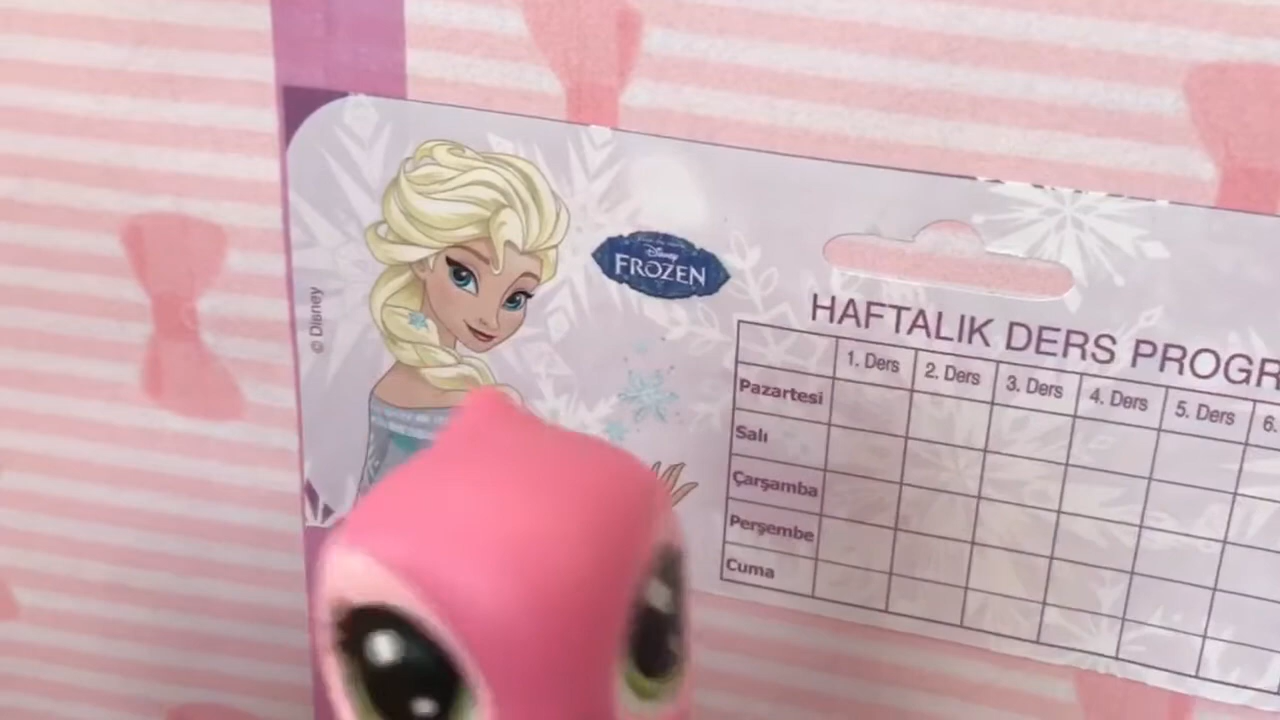 © Disney
Disney
FROZEN
HAFTALIK DERS PROGR
1. Ders 2. Ders 3. Ders 4. Ders 5. Ders 6.
Pazartesi
Salı
Çarşamba
Perşembe
Cuma